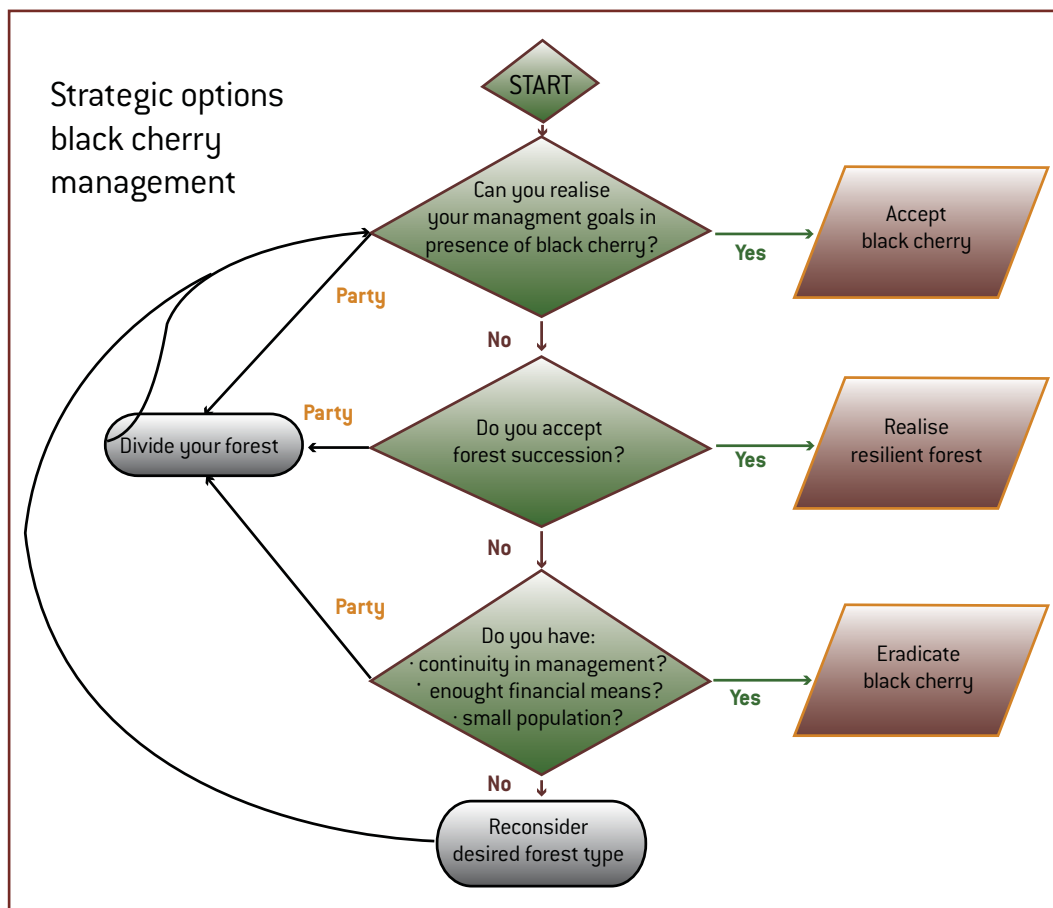 Strategic options
black cherry
management
START
Can you realise
your managment goals in
presence of black cherry?
Yes
Accept
black cherry
Party
No
Party
Divide your forest
Do you accept
forest succession?
Yes
Realise
resilient forest
No
Party
Do you have:
· continuity in management?
· enought financial means?
· small population?
Yes
Eradicate
black cherry
No
Reconsider
desired forest type